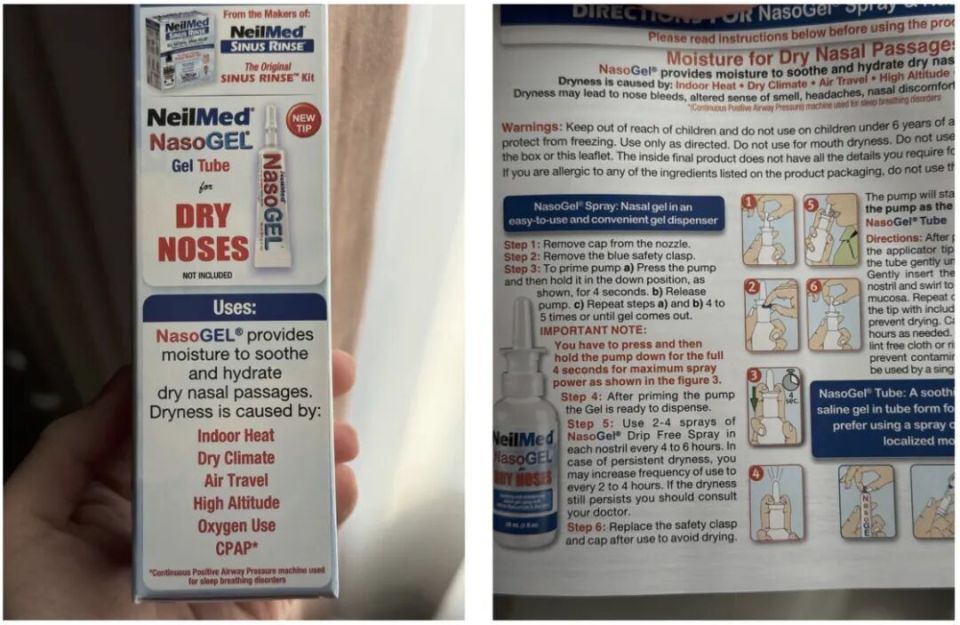 From the Makers of:
NeilMed®
SINUS RINSE™
The Original
SINUS RINSE™ Kit
NeilMed
SINUS RINSE
NeilMed®
NasoGEL®
Gel Tube
for
DRY
NOSES
NOT INCLUDED
NEW
TIP
NeilMed
NasoGEL
Uses:
NasoGEL® provides
moisture to soothe
and hydrate
dry nasal passages.
Dryness is caused by:
Indoor Heat
Dry Climate
Air Travel
High Altitude
Oxygen Use
CPAP*
*Continuous Positive Airway Pressure machine used
for sleep breathing disorders
DIRECTIONS FOR NasoGel® Spray &
Please read instructions below before using the
Moisture for Dry Nasal Passages
NasoGel® provides moisture to soothe and hydrate dry
Dryness is caused by: Indoor Heat • Dry Climate • Air Travel • High Altitude
Dryness may lead to nose bleeds, altered sense of smell, headaches, nasal discomfort
*(Continuous Positive Airway Pressure) machine used for sleep breathing disorders
Warnings: Keep out of reach of children and do not use on children under 6 years of
protect from freezing. Use only as directed. Do not use for mouth dryness. Do not use
the box or this leaflet. The inside final product does not have all the details you require
If you are allergic to any of the ingredients listed on the product packaging, do not use
NasoGel® Spray: Nasal gel in an
easy-to-use and convenient gel dispenser
Step 1: Remove cap from the nozzle.
Step 2: Remove the blue safety clasp.
Step 3: To prime pump a) Press the pump
and then hold it in the down position, as
shown, for 4 seconds. b) Release
pump. c) Repeat steps a) and b) 4 to
5 times or until gel comes out.
IMPORTANT NOTE:
You have to press and then
hold the pump down for the full
4 seconds for maximum spray
power as shown in the figure 3.
Step 4: After priming the pump
the Gel is ready to dispense.
Step 5: Use 2-4 sprays of
NasoGel® Drip Free Spray in
each nostril every 4 to 6 hours. In
case of persistent dryness, you
may increase frequency of use to
every 2 to 4 hours. If the dryness
still persists you should consult
your doctor.
Step 6: Replace the safety clasp
and cap after use to avoid drying.
NeilMed
NasoGEL
DRY NOSES
1
5
2
6
3
4
sec.
4
The pump will
the pump as the
NasoGel® Tube
Directions: After
the applicator tip
the tube gently
Gently insert the
nostril and swirl to
mucosa. Repeat
the tip with
prevent drying.
hours as needed.
lint free cloth or
prevent
be used by a
NasoGel® Tube: A
saline gel in tube form
prefer using a spray
localized
NasoGEL